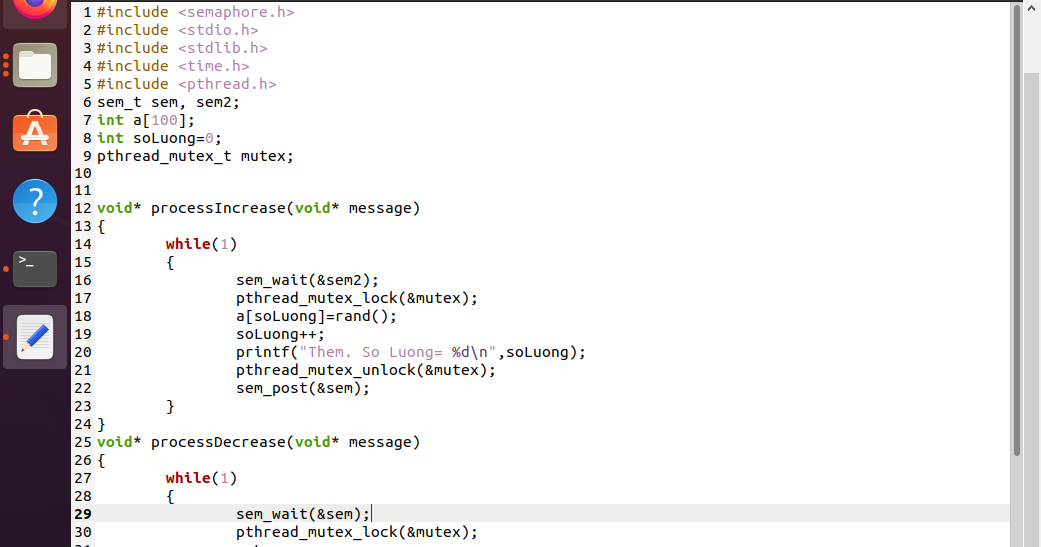 1 #include <semaphore.h>
2 #include <stdio.h>
3 #include <stdlib.h>
4 #include <time.h>
5 #include <pthread.h>
6 sem_t sem, sem2;
7 int a[100];
8 int soLuong=0;
9 pthread_mutex_t mutex;
10
11
12 void* processIncrease(void* message)
13 {
14 while(1)
15 {
16 sem_wait(&sem2);
17 pthread_mutex_lock(&mutex);
18 a[soLuong]=rand();
19 soLuong++;
20 printf("Them. So Luong= %d\n",soLuong);
21 pthread_mutex_unlock(&mutex);
22 sem_post(&sem);
23 }
24 }
25 void* processDecrease(void* message)
26 {
27 while(1)
28 {
29 sem_wait(&sem);
30 pthread_mutex_lock(&mutex);